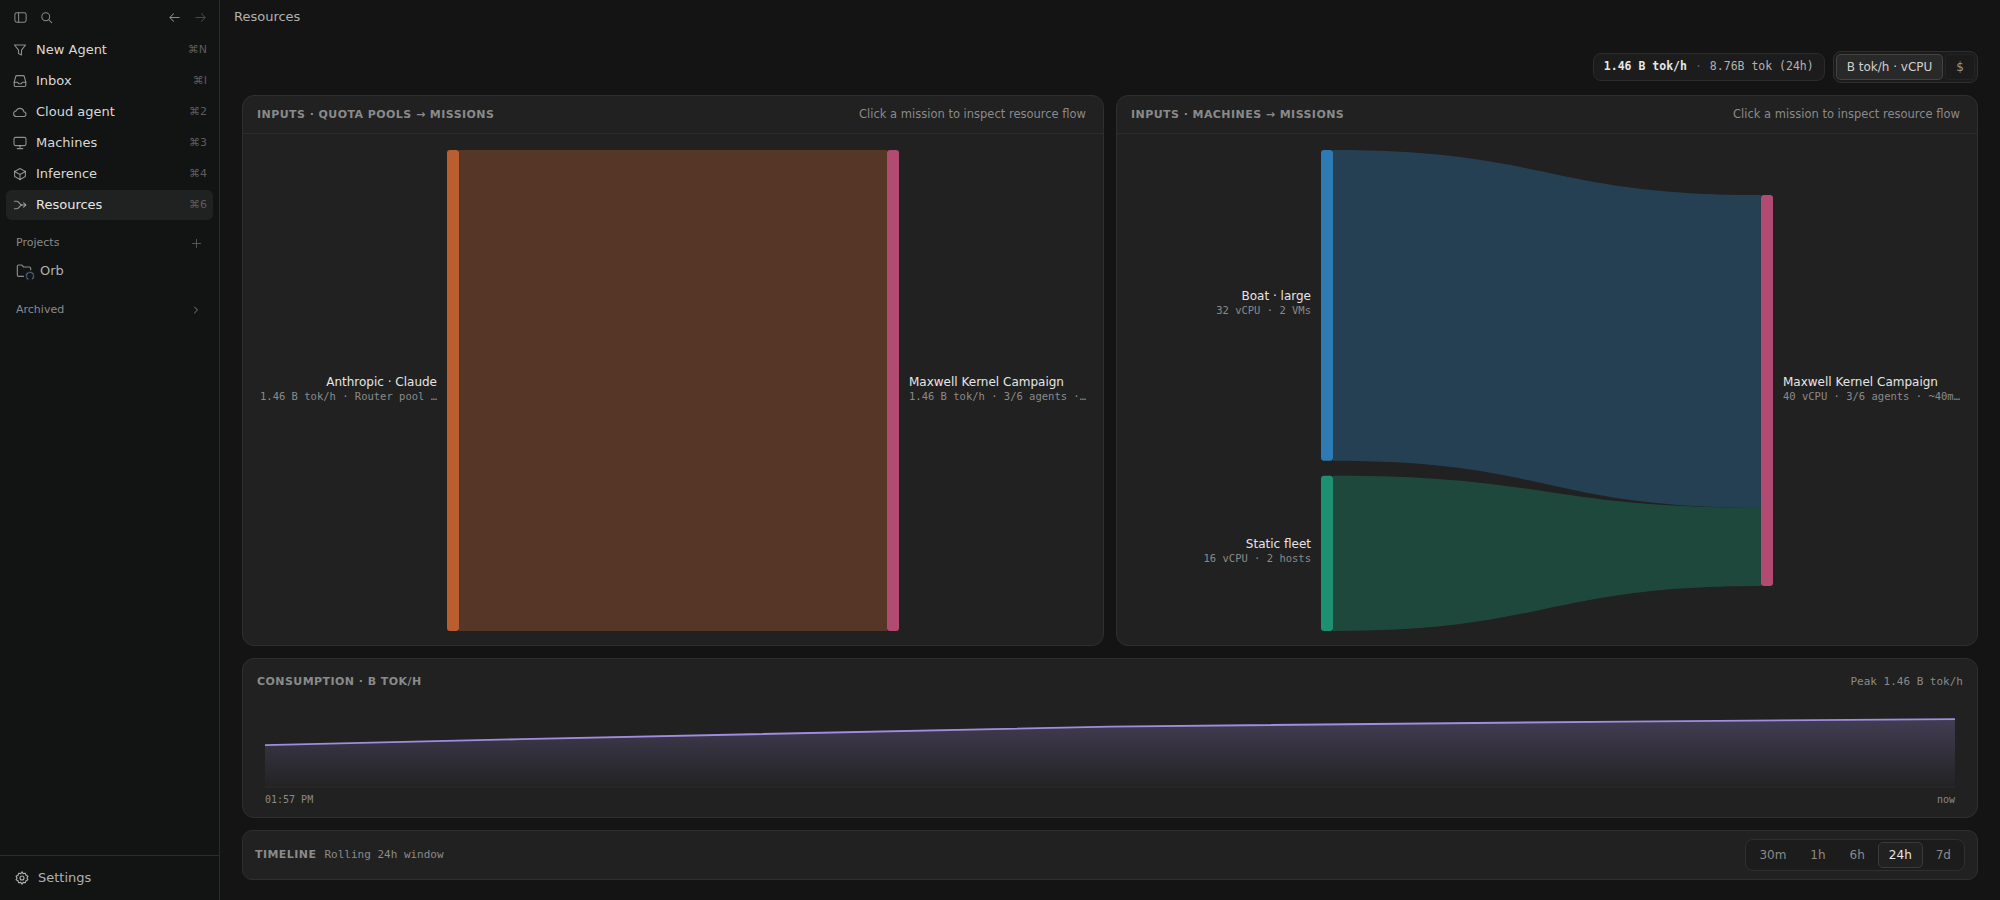 Resources
New Agent ⌘N
Inbox ⌘I
Cloud agent ⌘2
Machines ⌘3
Inference ⌘4
Resources ⌘6
Projects
Orb
Archived
Settings
1.46 B tok/h · 8.76B tok (24h)
B tok/h · vCPU $
INPUTS · QUOTA POOLS → MISSIONS
Click a mission to inspect resource flow
Anthropic · Claude
1.46 B tok/h · Router pool …
Maxwell Kernel Campaign
1.46 B tok/h · 3/6 agents ·…
INPUTS · MACHINES → MISSIONS
Click a mission to inspect resource flow
Boat · large
32 vCPU · 2 VMs
Static fleet
16 vCPU · 2 hosts
Maxwell Kernel Campaign
40 vCPU · 3/6 agents · ~40m…
CONSUMPTION · B TOK/H
Peak 1.46 B tok/h
01:57 PM
now
TIMELINE Rolling 24h window
30m 1h 6h 24h 7d